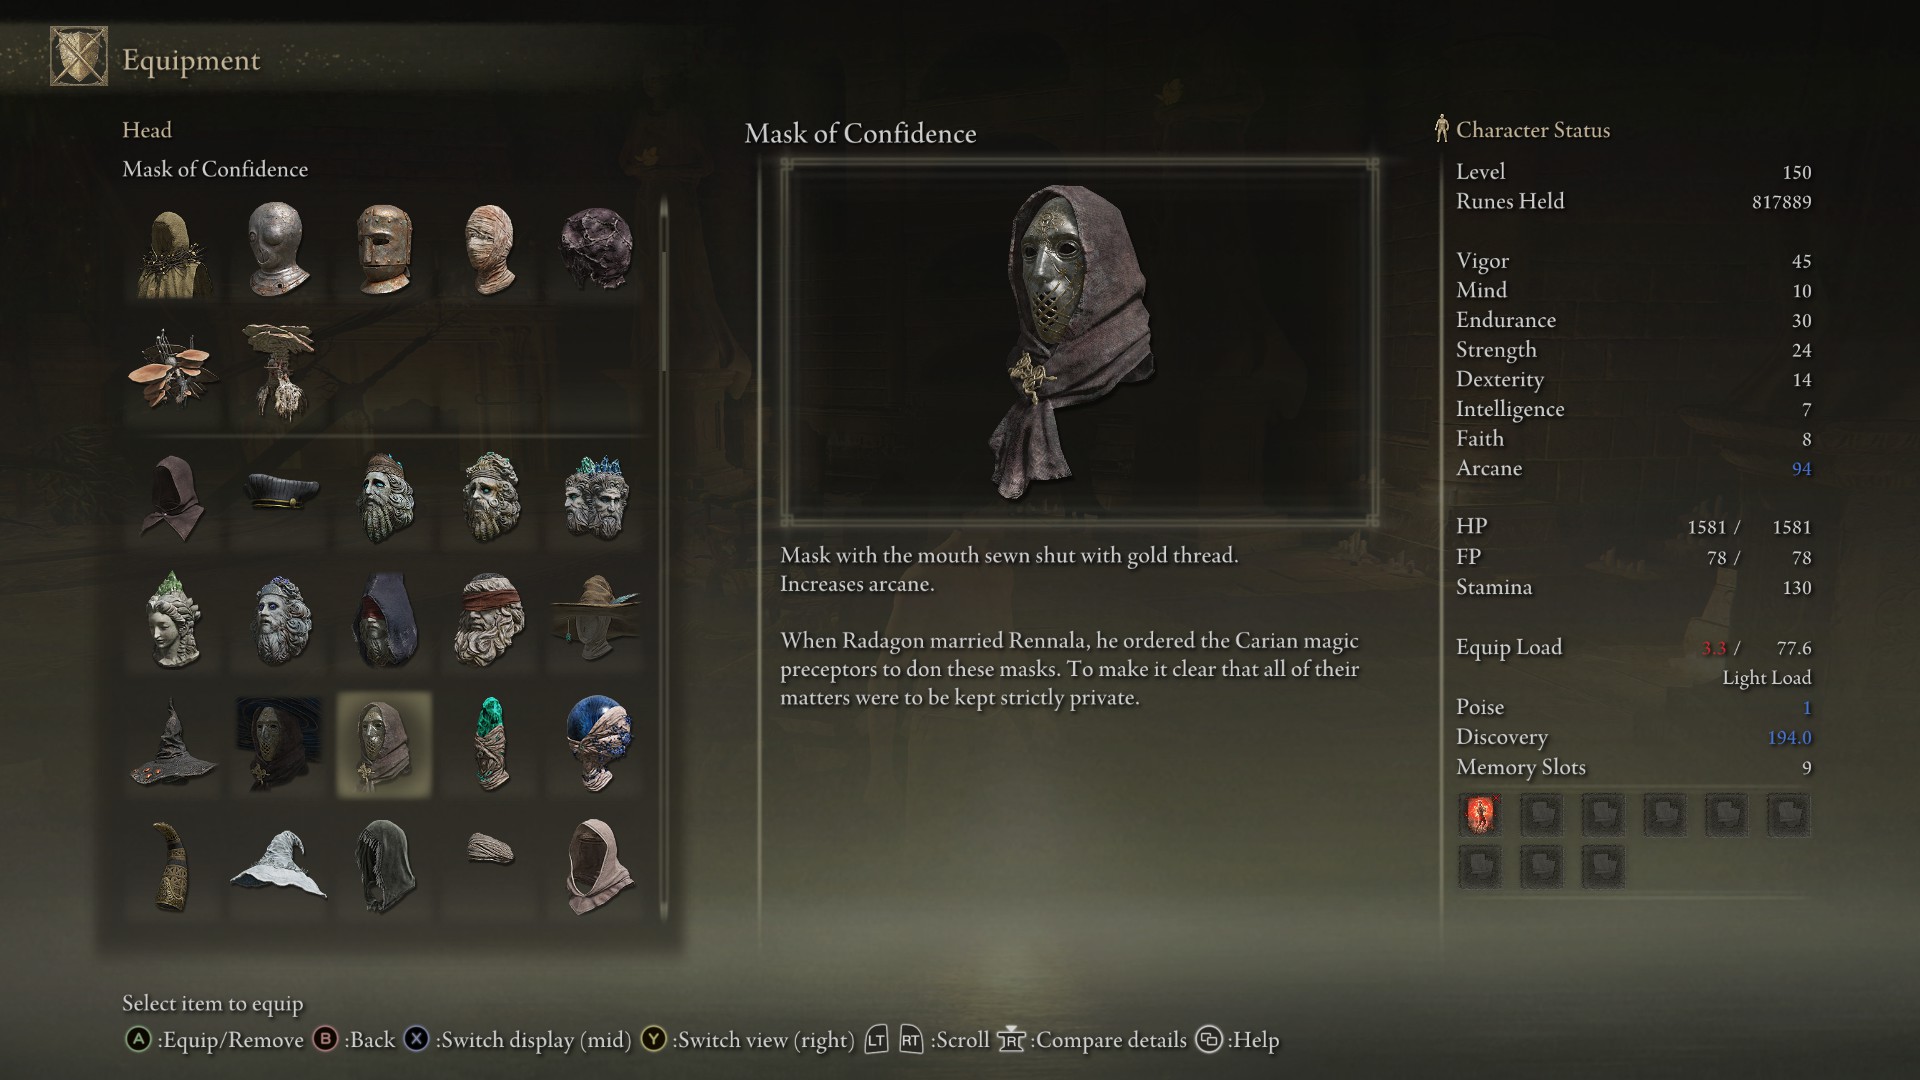 Equipment
Head
Mask of Confidence
Mask of Confidence
Mask with the mouth sewn shut with gold thread.
Increases arcane.
When Radagon married Rennala, he ordered the Carian magic
preceptors to don these masks. To make it clear that all of their
matters were to be kept strictly private.
Character Status
Level 150
Runes Held 817889
Vigor 45
Mind 10
Endurance 30
Strength 24
Dexterity 14
Intelligence 7
Faith 8
Arcane 94
HP 1581 / 1581
FP 78 / 78
Stamina 130
Equip Load 3.3 / 77.6
Light Load
Poise 1
Discovery 194.0
Memory Slots 9
Select item to equip
A :Equip/Remove B :Back X :Switch display (mid) Y :Switch view (right) LT RT :Scroll R :Compare details :Help